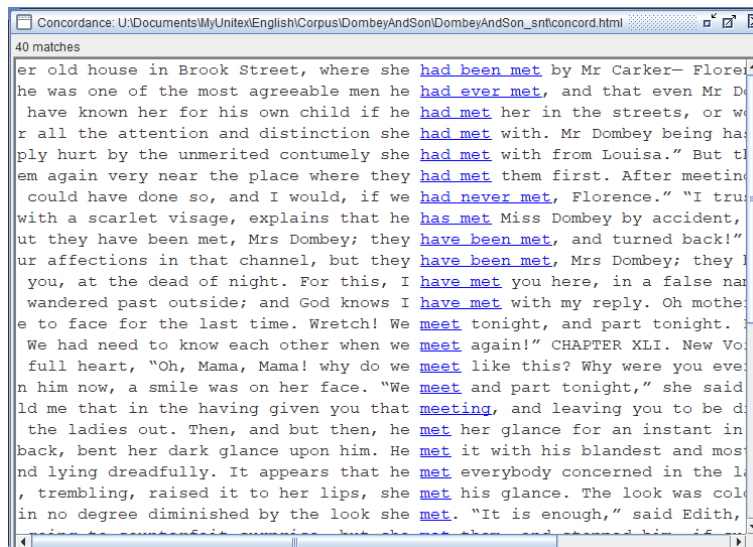 Concordance: U:\Documents\MyUnitex\English\Corpus\DombeyAndSon\DombeyAndSon_snt\concord.html
40 matches
er old house in Brook Street, where she had been met by Mr Carker— Floren
he was one of the most agreeable men he had ever met, and that even Mr Do
have known her for his own child if he had met her in the streets, or wo
r all the attention and distinction she had met with. Mr Dombey being has
ply hurt by the unmerited contumely she had met with from Louisa.” But th
em again very near the place where they had met them first. After meeting
could have done so, and I would, if we had never met, Florence.” “I trus
with a scarlet visage, explains that he has met Miss Dombey by accident,
ut they have been met, Mrs Dombey; they have been met, and turned back!”
ur affections in that channel, but they have been met, Mrs Dombey; they h
you, at the dead of night. For this, I have met you here, in a false nam
wandered past outside; and God knows I have met with my reply. Oh mother
e to face for the last time. Wretch! We meet tonight, and part tonight.
We had need to know each other when we meet again!” CHAPTER XLI. New Voi
full heart, “Oh, Mama, Mama! why do we meet like this? Why were you ever
n him now, a smile was on her face. “We meet and part tonight,” she said
ld me that in the having given you that meeting, and leaving you to be di
the ladies out. Then, and but then, he met her glance for an instant in
back, bent her dark glance upon him. He met it with his blandest and most
nd lying dreadfully. It appears that he met everybody concerned in the la
, trembling, raised it to her lips, she met his glance. The look was cold
in no degree diminished by the look she met. “It is enough,” said Edith,